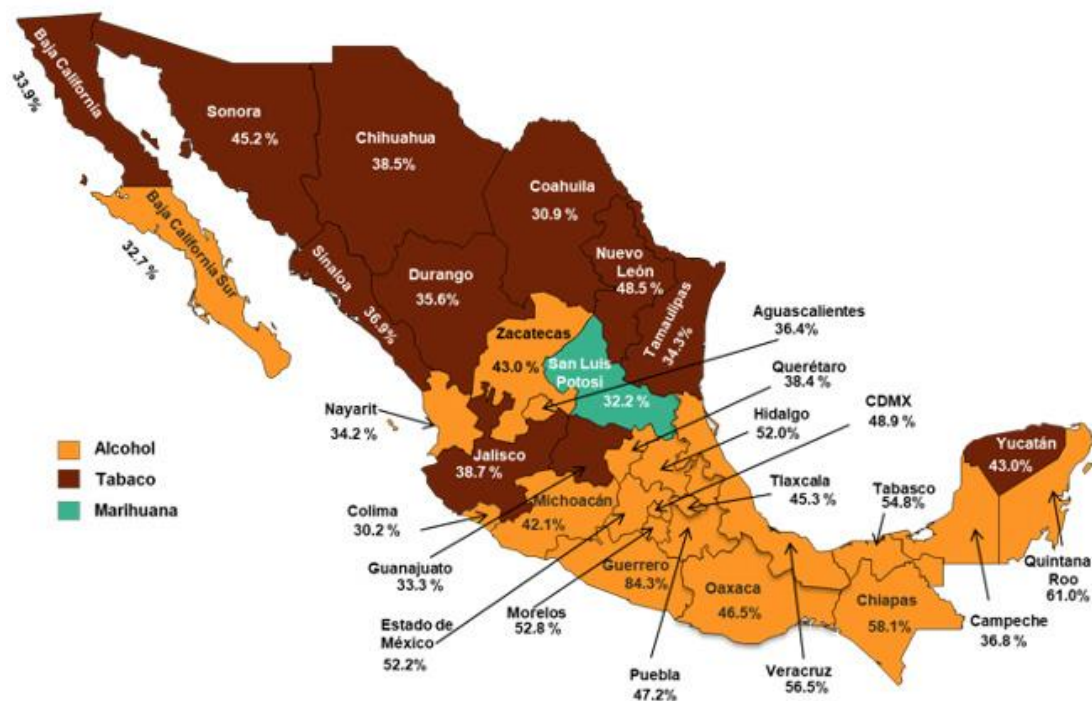 Baja California
33.9%
Sonora
45.2 %
Chihuahua
38.5%
Coahuila
30.9 %
Nuevo
León
48.5 %
Tamaulipas
34.3%
Baja California Sur
32.7 %
Sinaloa
36.9%
Durango
35.6%
Zacatecas
43.0 %
San Luis
Potosí
32.2 %
Aguascalientes
36.4%
Querétaro
38.4 %
Hidalgo
52.0%
CDMX
48.9 %
Nayarit
34.2 %
Alcohol
Tabaco
Marihuana
Jalisco
38.7 %
Michoacán
42.1%
Tlaxcala
45.3 %
Tabasco
54.8%
Yucatán
43.0%
Colima
30.2 %
Guanajuato
33.3 %
Guerrero
84.3%
Oaxaca
46.5%
Chiapas
58.1%
Quintana
Roo
61.0%
Estado de
México
52.2%
Morelos
52.8 %
Puebla
47.2%
Veracruz
56.5%
Campeche
36.8 %